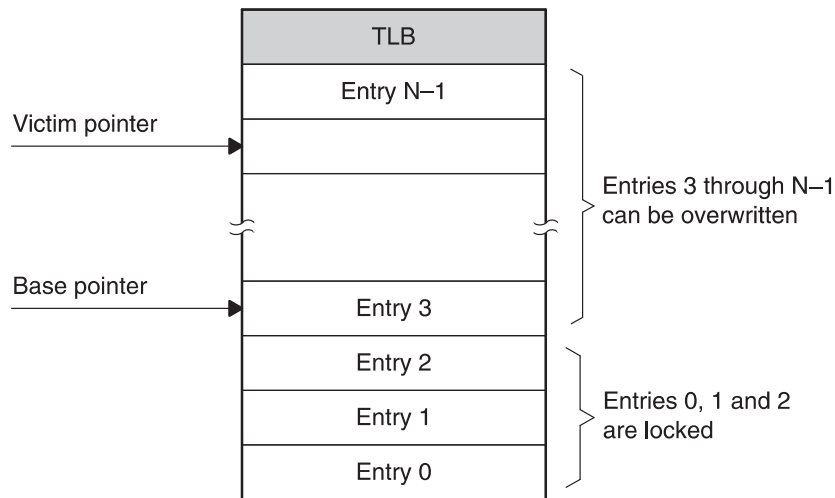 TLB
Entry N–1
Victim pointer
Entries 3 through N–1
can be overwritten
Base pointer
Entry 3
Entry 2
Entries 0, 1 and 2
are locked
Entry 1
Entry 0